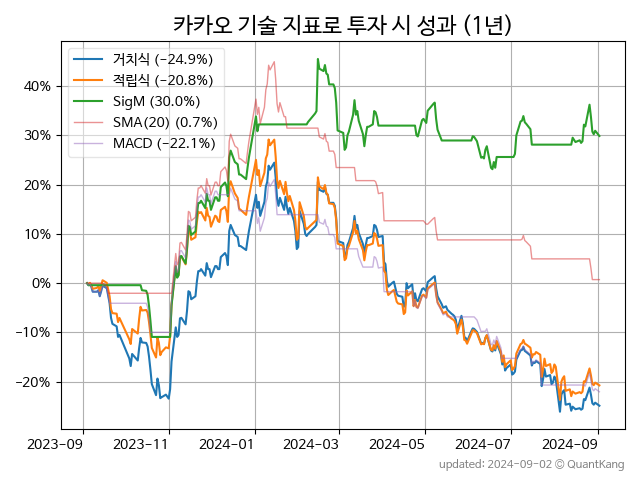 카카오 기술 지표로 투자 시 성과 (1년)
거치식 (−24.9%)
적립식 (−20.8%)
SigM (30.0%)
SMA(20) (0.7%)
MACD (−22.1%)
40%
30%
20%
10%
0%
−10%
−20%
2023−09
2023−11
2024−01
2024−03
2024−05
2024−07
2024−09
updated: 2024−09−02 ⓒ QuantKang